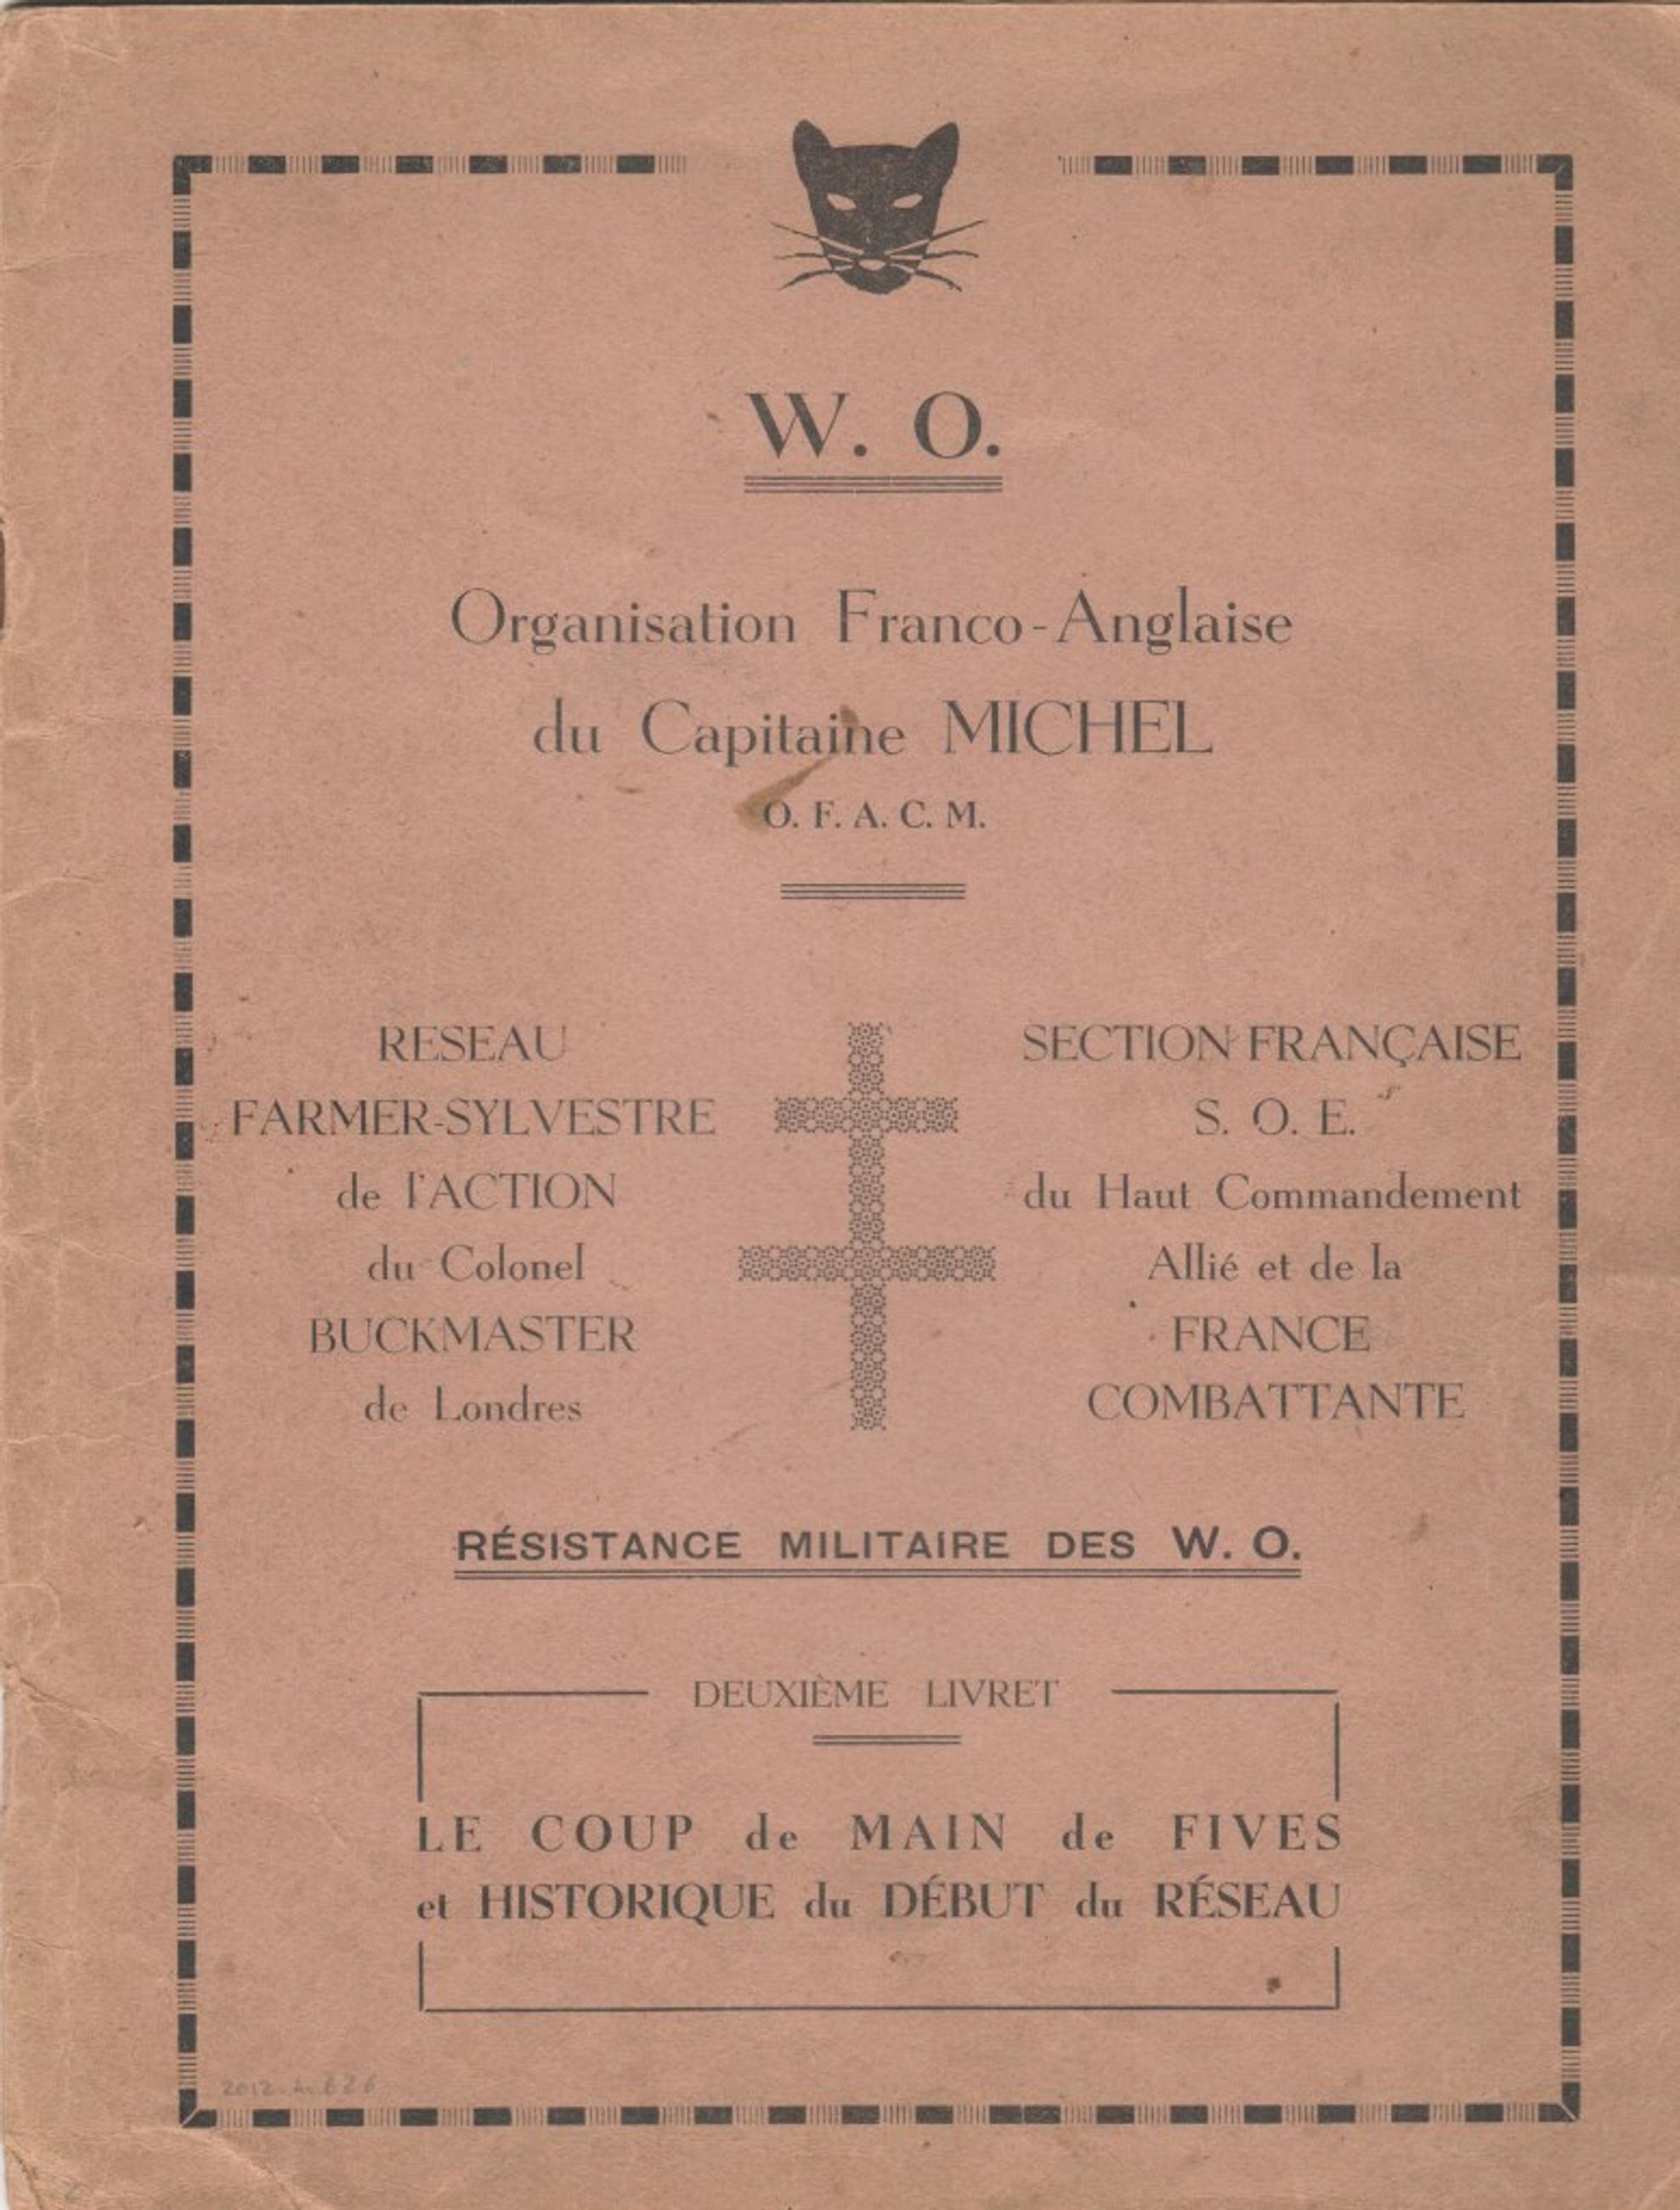 W. O.
Organisation Franco-Anglaise
du Capitaine MICHEL
O. F. A. C. M.
RESEAU
FARMER-SYLVESTRE
de l'ACTION
du Colonel
BUCKMASTER
de Londres
SECTION FRANÇAISE
S. O. E.
du Haut Commandement
Allié et de la
FRANCE
COMBATTANTE
RÉSISTANCE MILITAIRE DES W. O.
DEUXIÈME LIVRET
LE COUP de MAIN de FIVES
et HISTORIQUE du DÉBUT du RÉSEAU